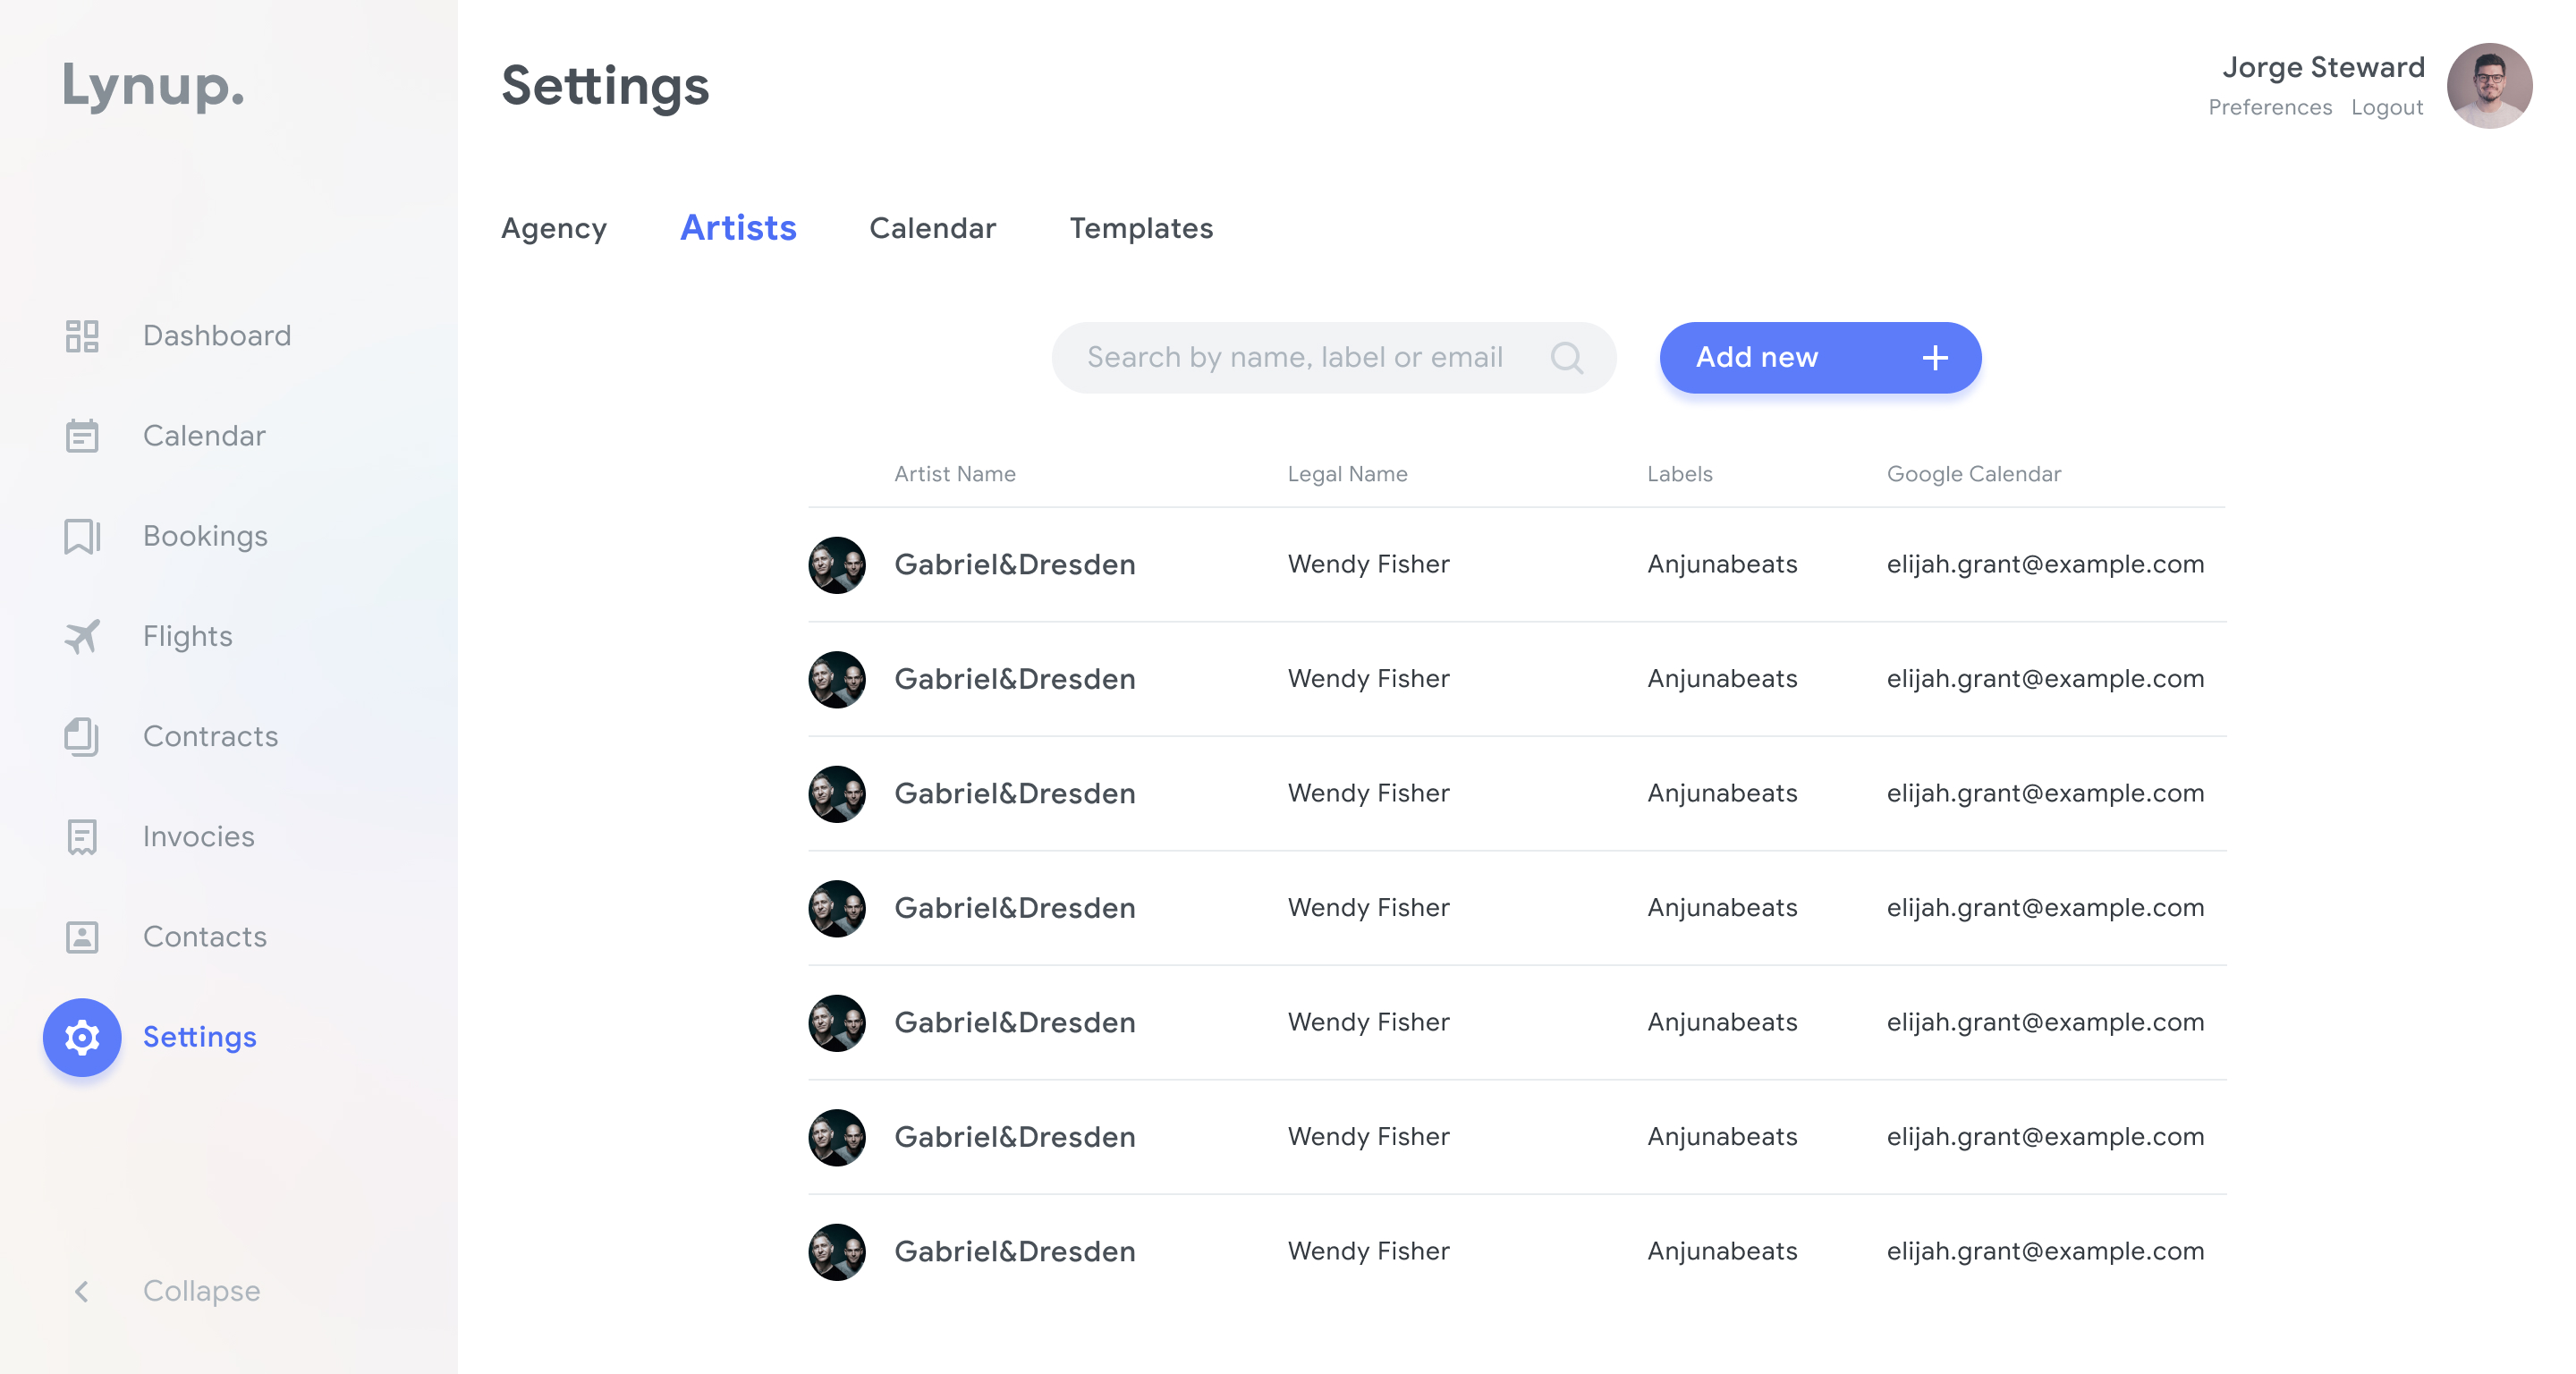 Lynup.
Settings
Jorge Steward
Preferences Logout
Agency Artists Calendar Templates
Dashboard
Calendar
Bookings
Flights
Contracts
Invocies
Contacts
Settings
Collapse
Search by name, label or email
Add new
Artist Name Legal Name Labels Google Calendar
Gabriel&Dresden Wendy Fisher Anjunabeats elijah.grant@example.com
Gabriel&Dresden Wendy Fisher Anjunabeats elijah.grant@example.com
Gabriel&Dresden Wendy Fisher Anjunabeats elijah.grant@example.com
Gabriel&Dresden Wendy Fisher Anjunabeats elijah.grant@example.com
Gabriel&Dresden Wendy Fisher Anjunabeats elijah.grant@example.com
Gabriel&Dresden Wendy Fisher Anjunabeats elijah.grant@example.com
Gabriel&Dresden Wendy Fisher Anjunabeats elijah.grant@example.com